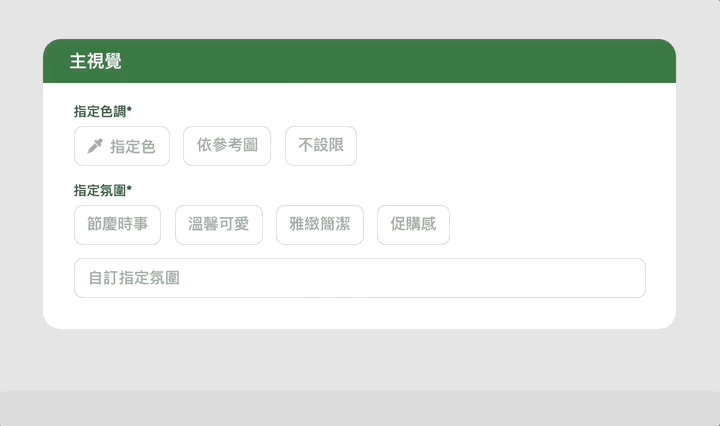 主視覺
指定色調*
指定色 依參考圖 不設限
指定氛圍*
節慶時事 溫馨可愛 雅緻簡潔 促購感
自訂指定氛圍